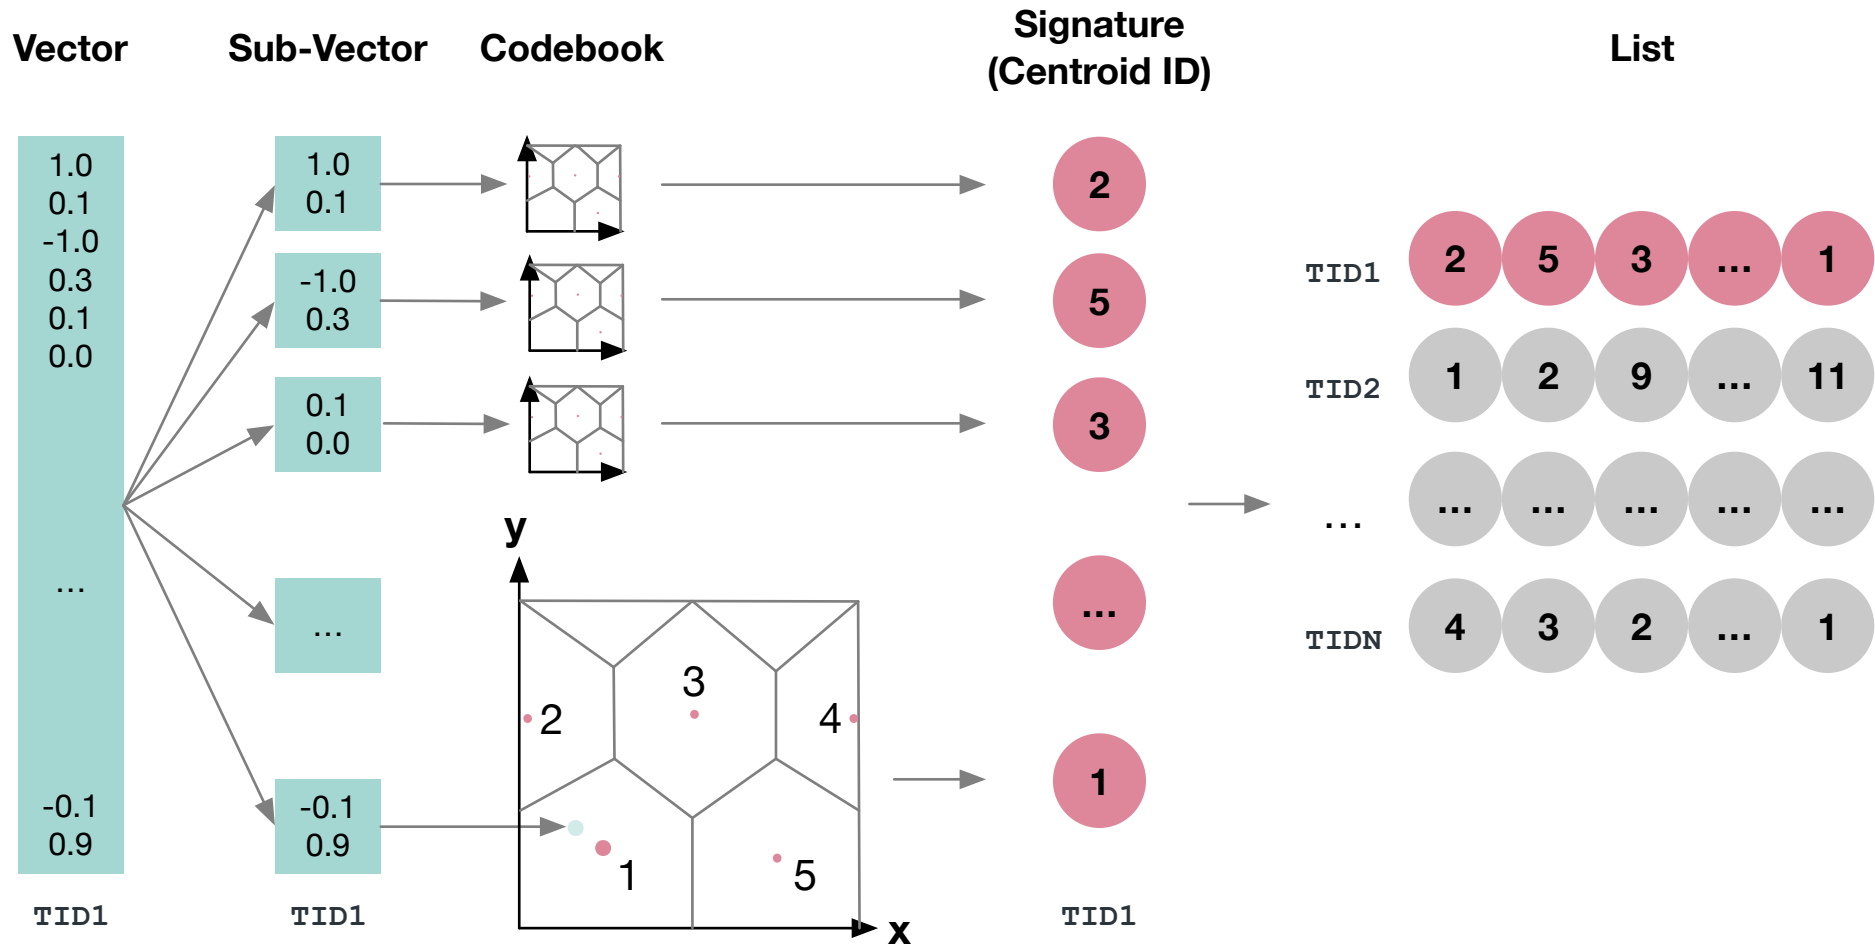 Vector
Sub-Vector
Codebook
Signature
(Centroid ID)
List
1.0
0.1
-1.0
0.3
0.1
0.0
...
-0.1
0.9
TID1
1.0
0.1
-1.0
0.3
0.1
0.0
...
-0.1
0.9
TID1
y
2
3
4
1
5
x
2
5
3
...
1
TID1
TID1 2 5 3 ... 1
TID2 1 2 9 ... 11
... ... ... ... ... ...
TIDN 4 3 2 ... 1